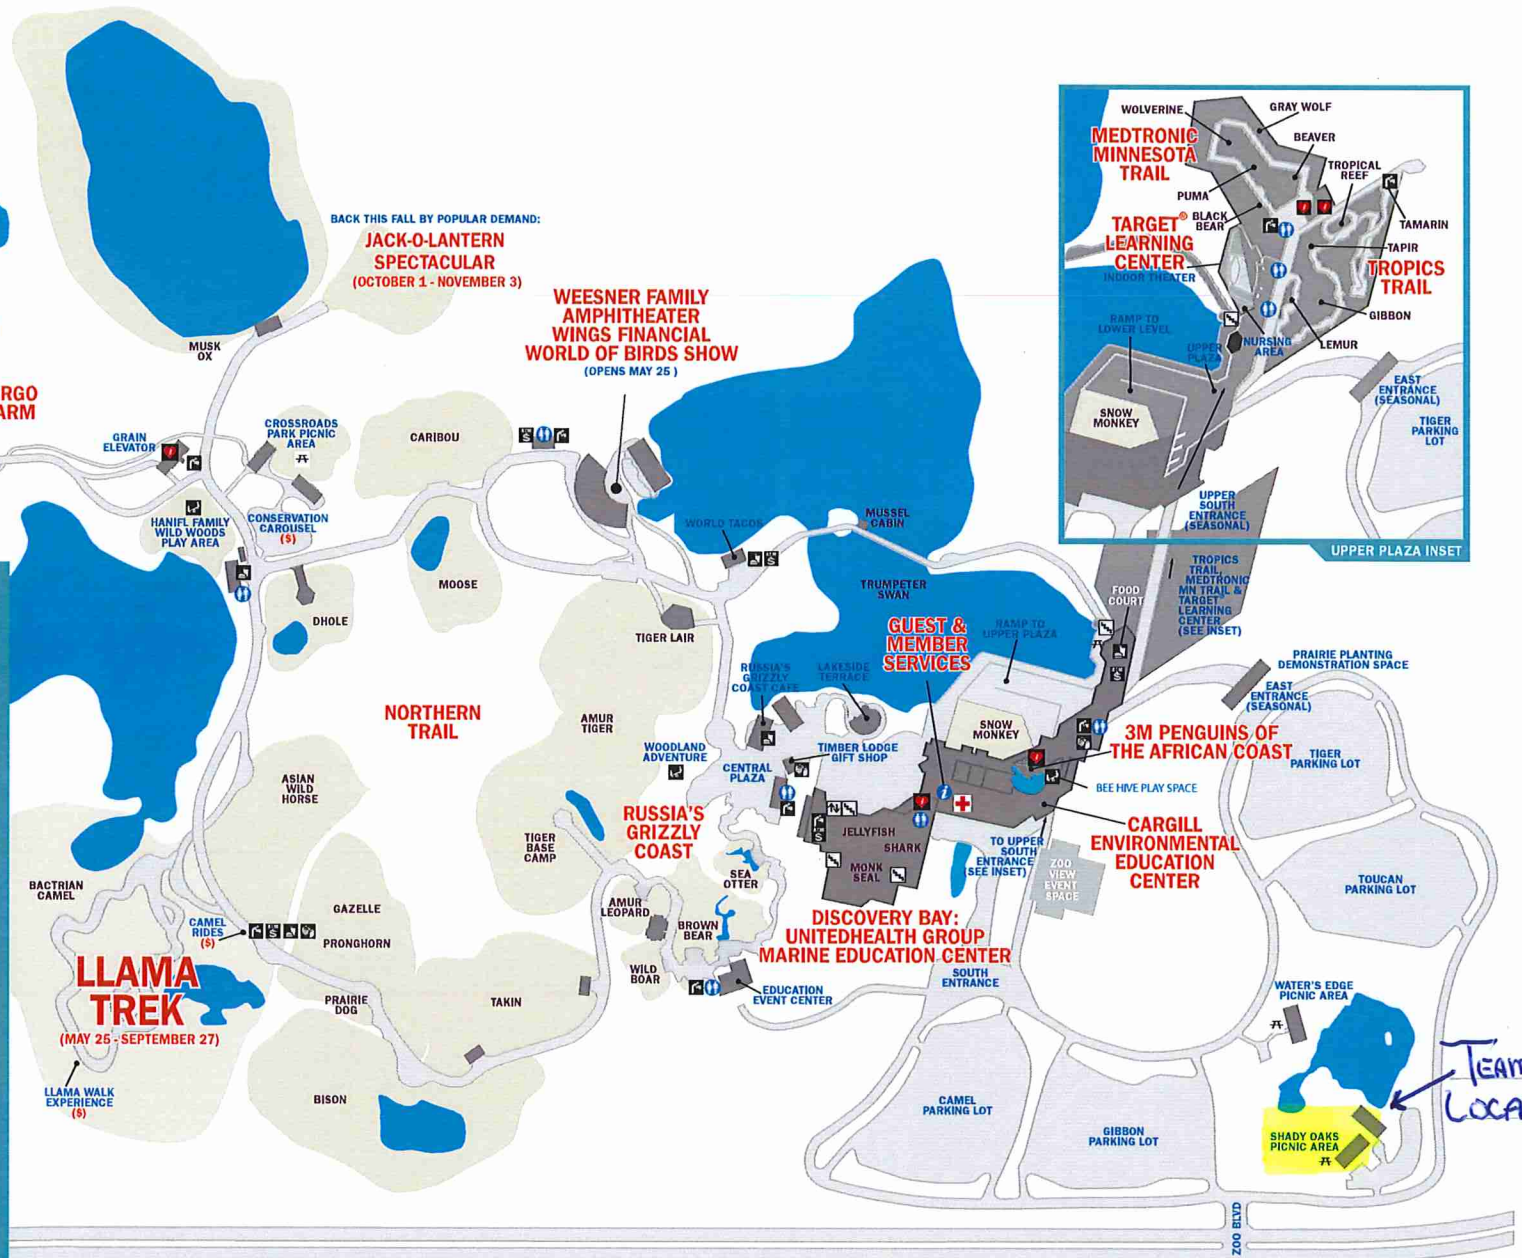 BACK THIS FALL BY POPULAR DEMAND:
JACK-O-LANTERN
SPECTACULAR
(OCTOBER 1 - NOVEMBER 3)
MUSK
OX
WEESNER FAMILY
AMPHITHEATER
WINGS FINANCIAL
WORLD OF BIRDS SHOW
(OPENS MAY 25 )
GRAIN
ELEVATOR
CROSSROADS
PARK PICNIC
AREA
CARIBOU
HANIFL FAMILY
WILD WOODS
PLAY AREA
CONSERVATION
CAROUSEL
($)
MOOSE
DHOLE
WORLD TACOS
MUSSEL
CABIN
TRUMPETER
SWAN
TIGER LAIR
NORTHERN
TRAIL
AMUR
TIGER
ASIAN
WILD
HORSE
WOODLAND
ADVENTURE
RUSSIA'S
GRIZZLY
COAST CAFE
LAKESIDE
TERRACE
GUEST &
MEMBER
SERVICES
RAMP TO
UPPER PLAZA
SNOW
MONKEY
FOOD
COURT
CENTRAL
PLAZA
TIMBER LODGE
GIFT SHOP
3M PENGUINS OF
THE AFRICAN COAST
BEE HIVE PLAY SPACE
CARGILL
ENVIRONMENTAL
EDUCATION
CENTER
RUSSIA'S
GRIZZLY
COAST
TIGER
BASE
CAMP
JELLYFISH
SHARK
MONK
SEAL
TO UPPER
SOUTH
ENTRANCE
(SEE INSET)
ZOO
VIEW
EVENT
SPACE
SEA
OTTER
AMUR
LEOPARD
BROWN
BEAR
WILD
BOAR
EDUCATION
EVENT CENTER
DISCOVERY BAY:
UNITEDHEALTH GROUP
MARINE EDUCATION CENTER
SOUTH
ENTRANCE
BACTRIAN
CAMEL
CAMEL
RIDES
($)
GAZELLE
PRONGHORN
PRAIRIE
DOG
TAKIN
BISON
LLAMA
TREK
(MAY 25 - SEPTEMBER 27)
LLAMA WALK
EXPERIENCE
($)
CAMEL
PARKING LOT
GIBBON
PARKING LOT
PRAIRIE PLANTING
DEMONSTRATION SPACE
EAST
ENTRANCE
(SEASONAL)
TIGER
PARKING LOT
TOUCAN
PARKING LOT
WATER'S EDGE
PICNIC AREA
SHADY OAKS
PICNIC AREA
ZOO BLVD
WOLVERINE
GRAY WOLF
MEDTRONIC
MINNESOTA
TRAIL
BEAVER
TROPICAL
REEF
PUMA
BLACK
BEAR
TAMARIN
TARGET®
LEARNING
CENTER
INDOOR THEATER
TAPIR
TROPICS
TRAIL
GIBBON
RAMP TO
LOWER LEVEL
UPPER
PLAZA
NURSING
AREA
LEMUR
SNOW
MONKEY
EAST
ENTRANCE
(SEASONAL)
TIGER
PARKING
LOT
UPPER
SOUTH
ENTRANCE
(SEASONAL)
UPPER PLAZA INSET
TROPICS
TRAIL,
MEDTRONIC
MN TRAIL &
TARGET
LEARNING
CENTER
(SEE INSET)